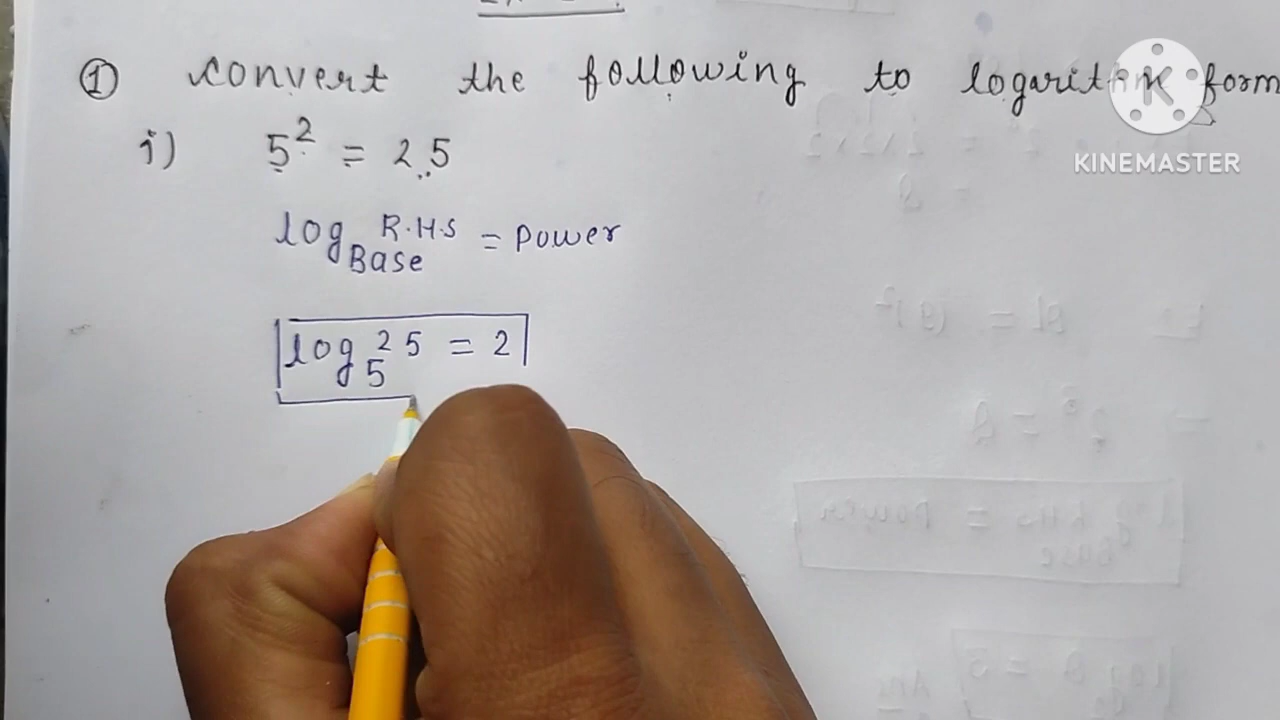 ① convert the following to logarithm form
i) 5² = 25
log_Base R.H.S = Power
log_5 25 = 2
K
KINEMASTER